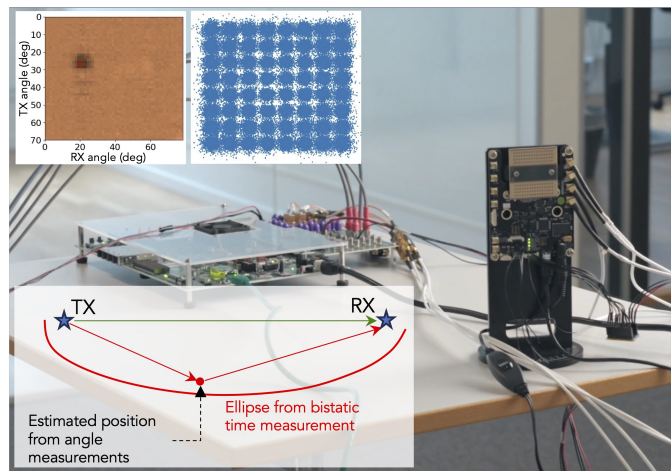 0
10
20
30
40
50
60
70
TX angle (deg)
0
20
40
60
RX angle (deg)
TX
RX
Estimated position
from angle
measurements
Ellipse from bistatic
time measurement